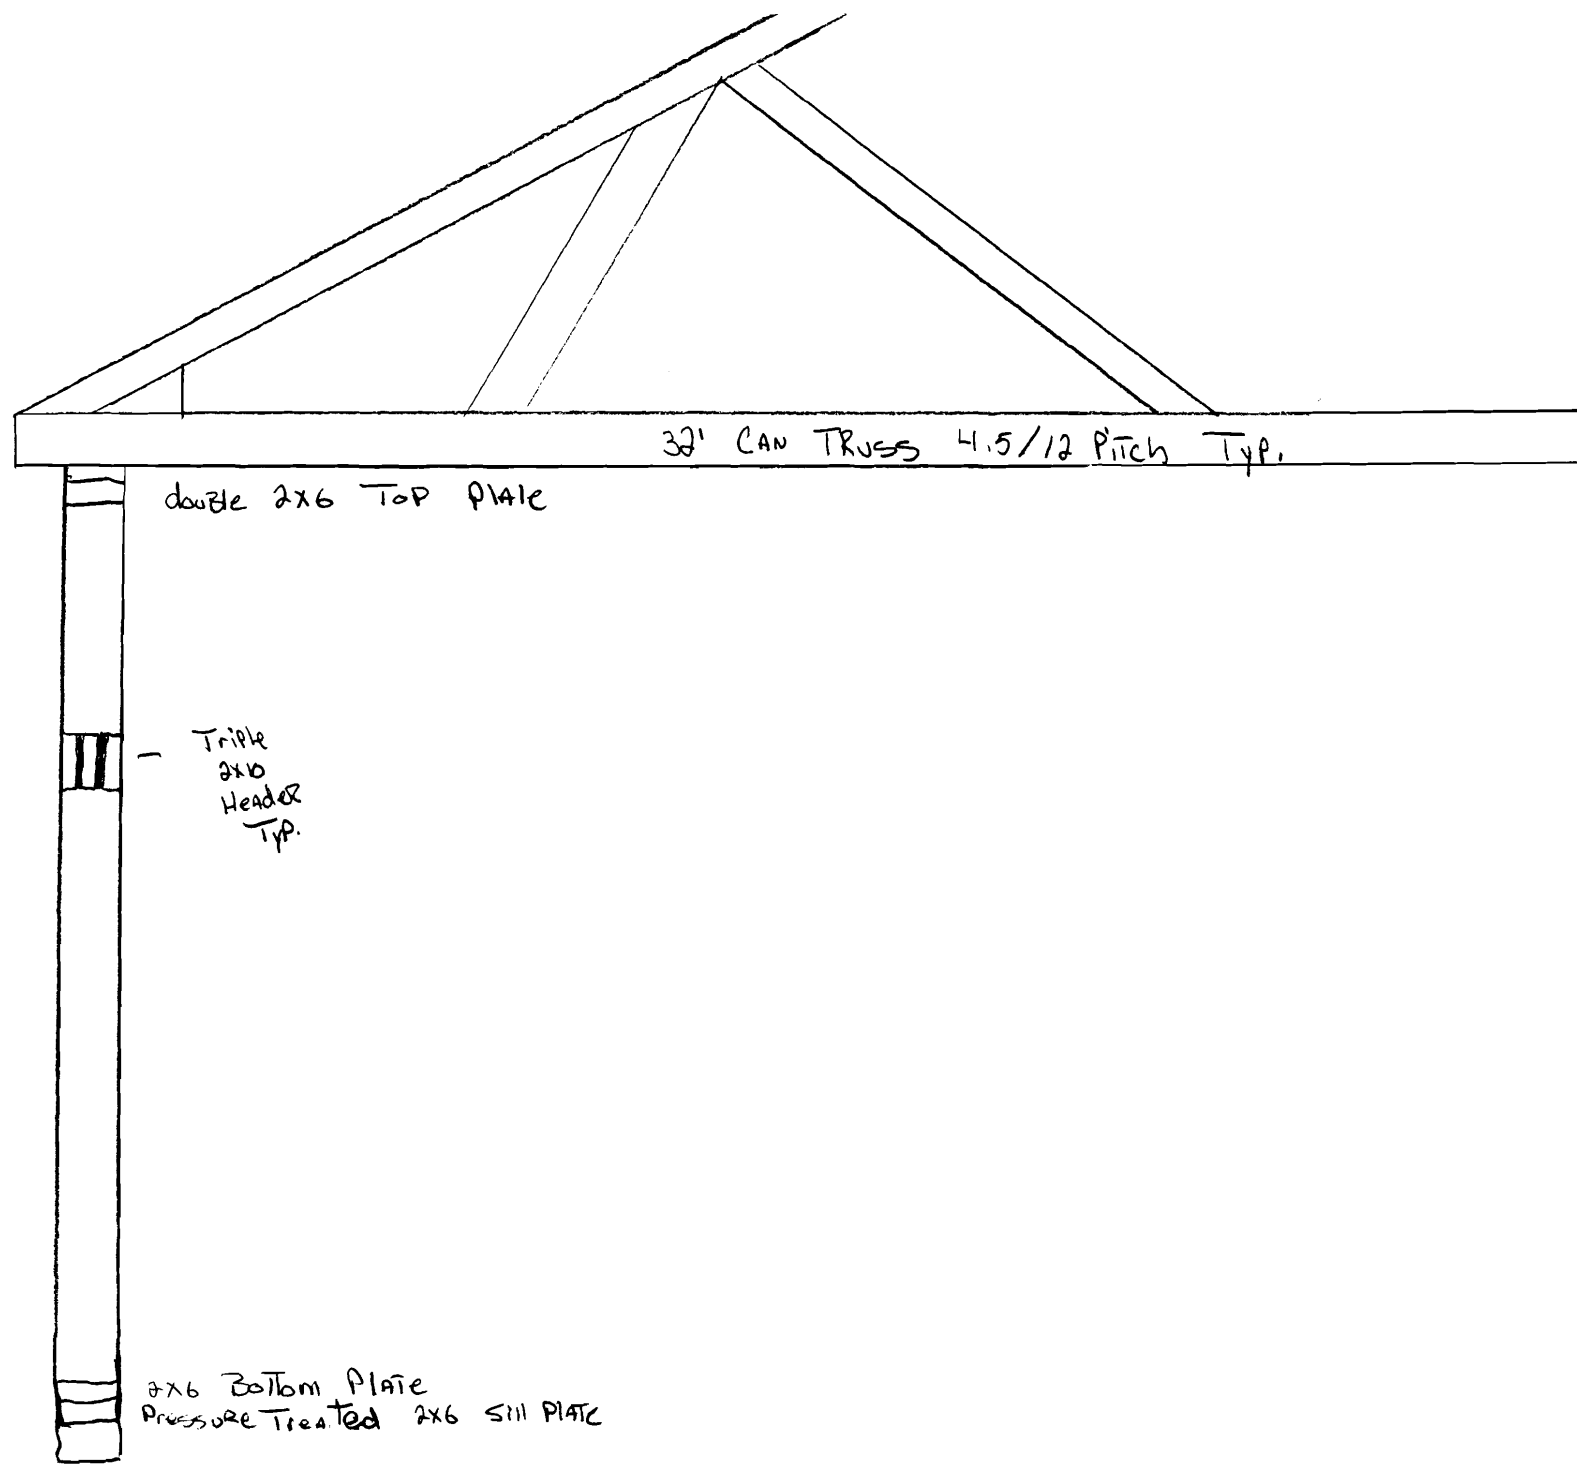 32' CAN TRUSS 4.5/12 PITCH TYP.
double 2x6 TOP PlAte
Triple
2x10
HeAdeR
TyP.
2x6 BoTTom PlATe
PressuRe TreATed 2x6 Sill PlATe